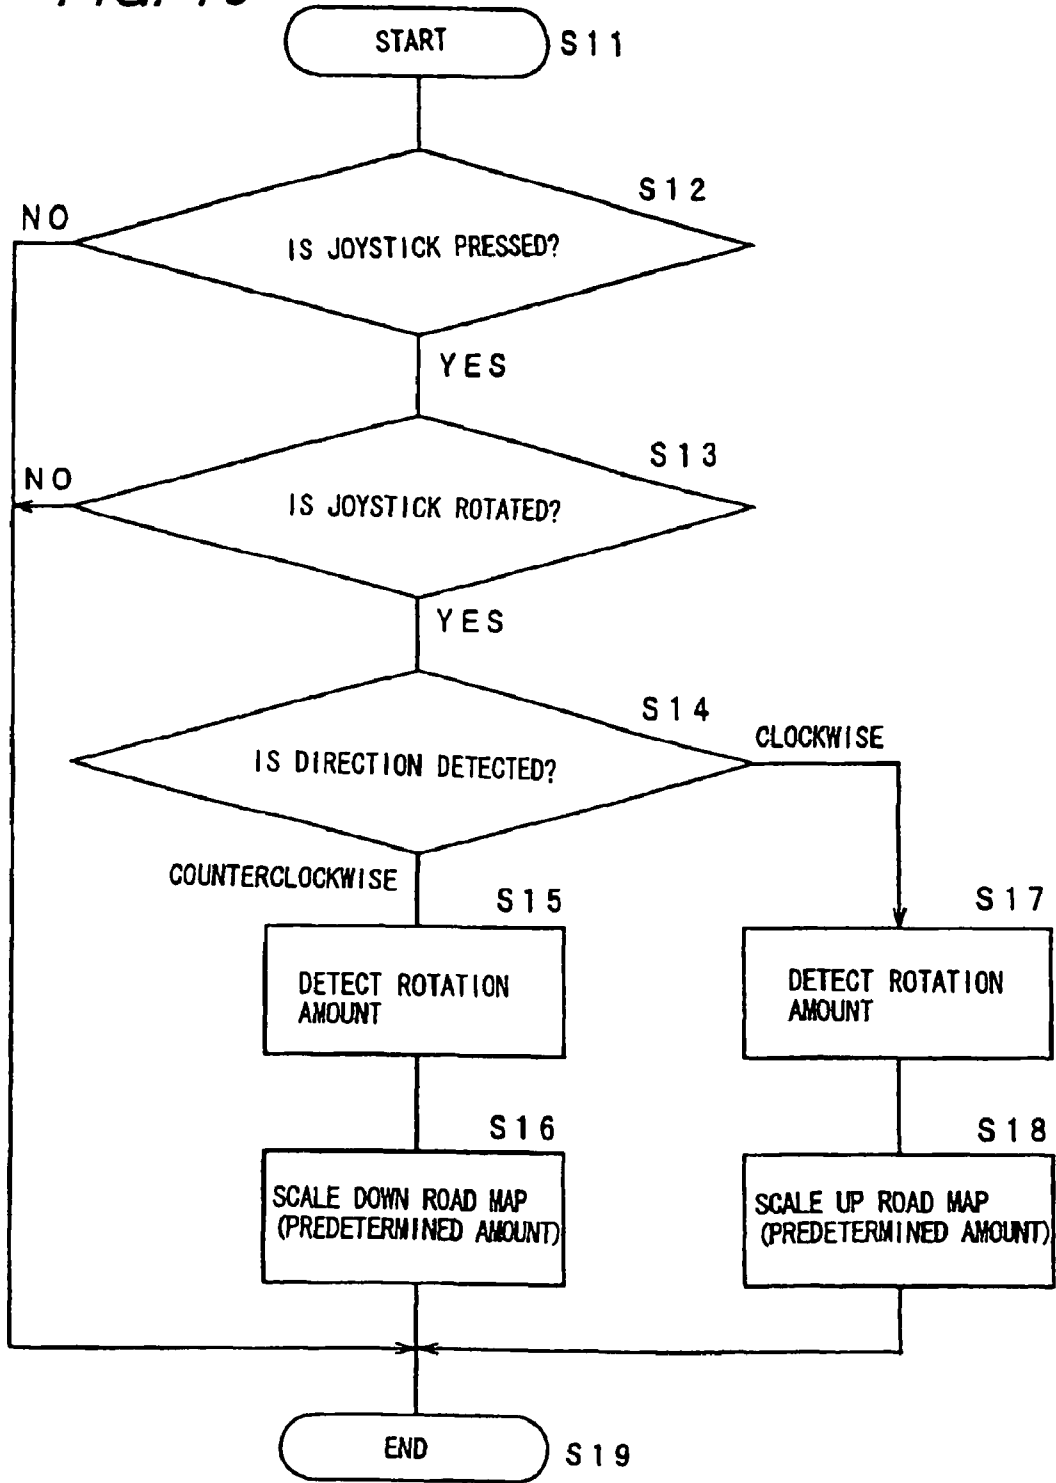 START
S11
S12
NO
IS JOYSTICK PRESSED?
YES
S13
NO
IS JOYSTICK ROTATED?
YES
S14
CLOCKWISE
IS DIRECTION DETECTED?
COUNTERCLOCKWISE
S15
S17
DETECT ROTATION
AMOUNT
DETECT ROTATION
AMOUNT
S16
S18
SCALE DOWN ROAD MAP
(PREDETERMINED AMOUNT)
SCALE UP ROAD MAP
(PREDETERMINED AMOUNT)
END
S19